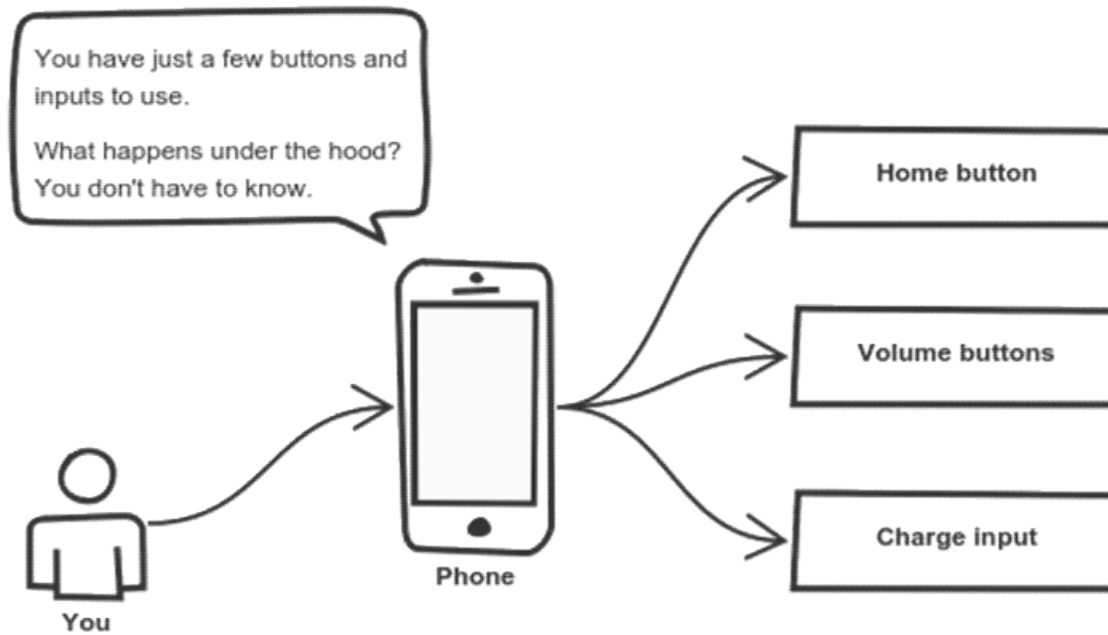 You have just a few buttons and
inputs to use.
What happens under the hood?
You don't have to know.
Home button
Volume buttons
Charge input
Phone
You